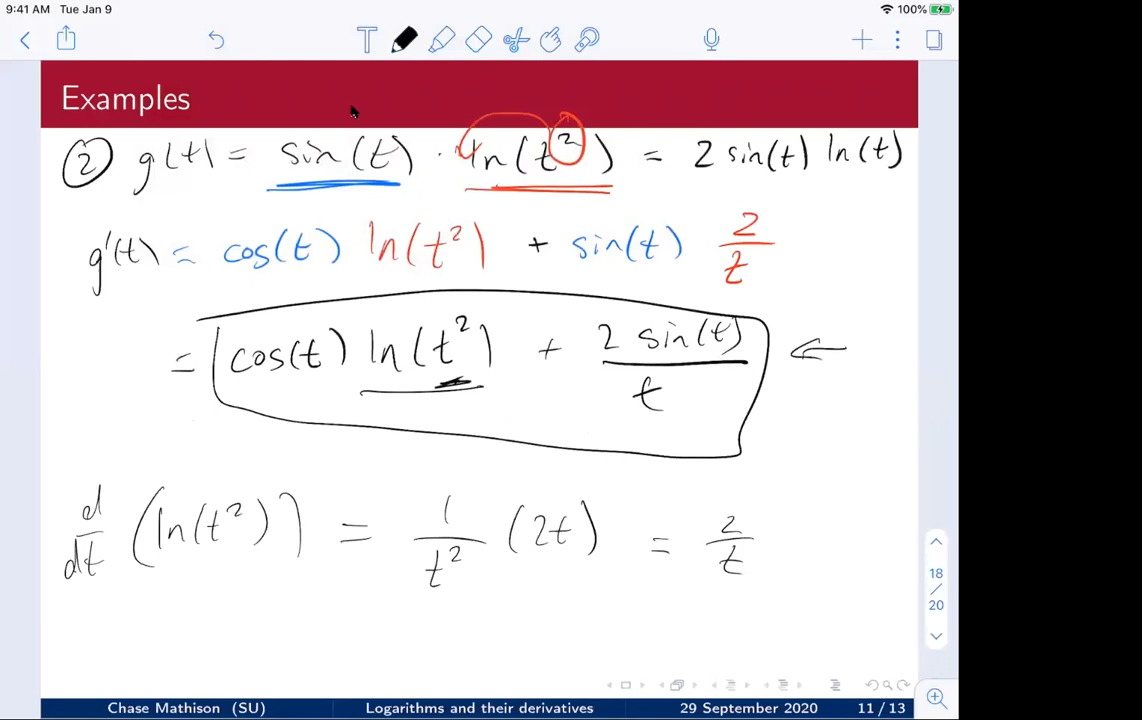 9:41 AM Tue Jan 9
100%
Examples
② g(t) = sin(t) · ln(t²) = 2 sin(t) ln(t)
g'(t) = cos(t) ln(t²) + sin(t) 2/t
= cos(t) ln(t²) + 2 sin(t)/t ⇐
d/dt (ln(t²)) = 1/t² (2t) = 2/t
18
/
20
Chase Mathison (SU) Logarithms and their derivatives 29 September 2020 11 / 13